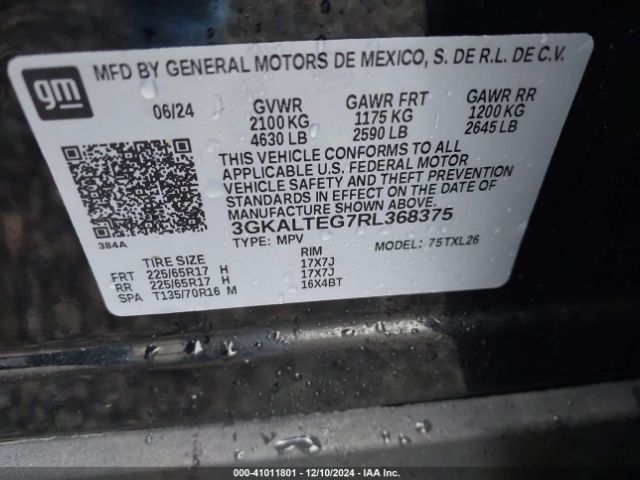 gm
MFD BY GENERAL MOTORS DE MEXICO, S. DE R.L. DE C.V.
06/24 GVWR GAWR FRT GAWR RR
2100 KG 1175 KG 1200 KG
4630 LB 2590 LB 2645 LB
THIS VEHICLE CONFORMS TO ALL
APPLICABLE U.S. FEDERAL MOTOR
VEHICLE SAFETY AND THEFT PREVENTION
STANDARDS IN EFFECT ON THE DATE OF
MANUFACTURE SHOWN ABOVE.
3GKALTEG7RL368375
384A
TYPE: MPV MODEL: 75TXL26
TIRE SIZE RIM
FRT 225/65R17 H 17X7J
RR 225/65R17 H 17X7J
SPA T135/70R16 M 16X4BT
000-41011801 - 12/10/2024 - IAA Inc.